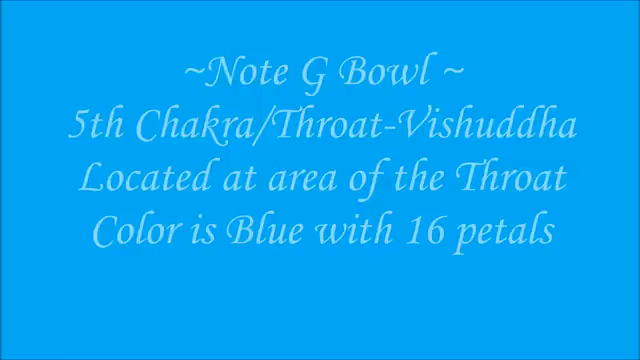 ~Note G Bowl ~
5th Chakra/Throat-Vishuddha
Located at area of the Throat
Color is Blue with 16 petals